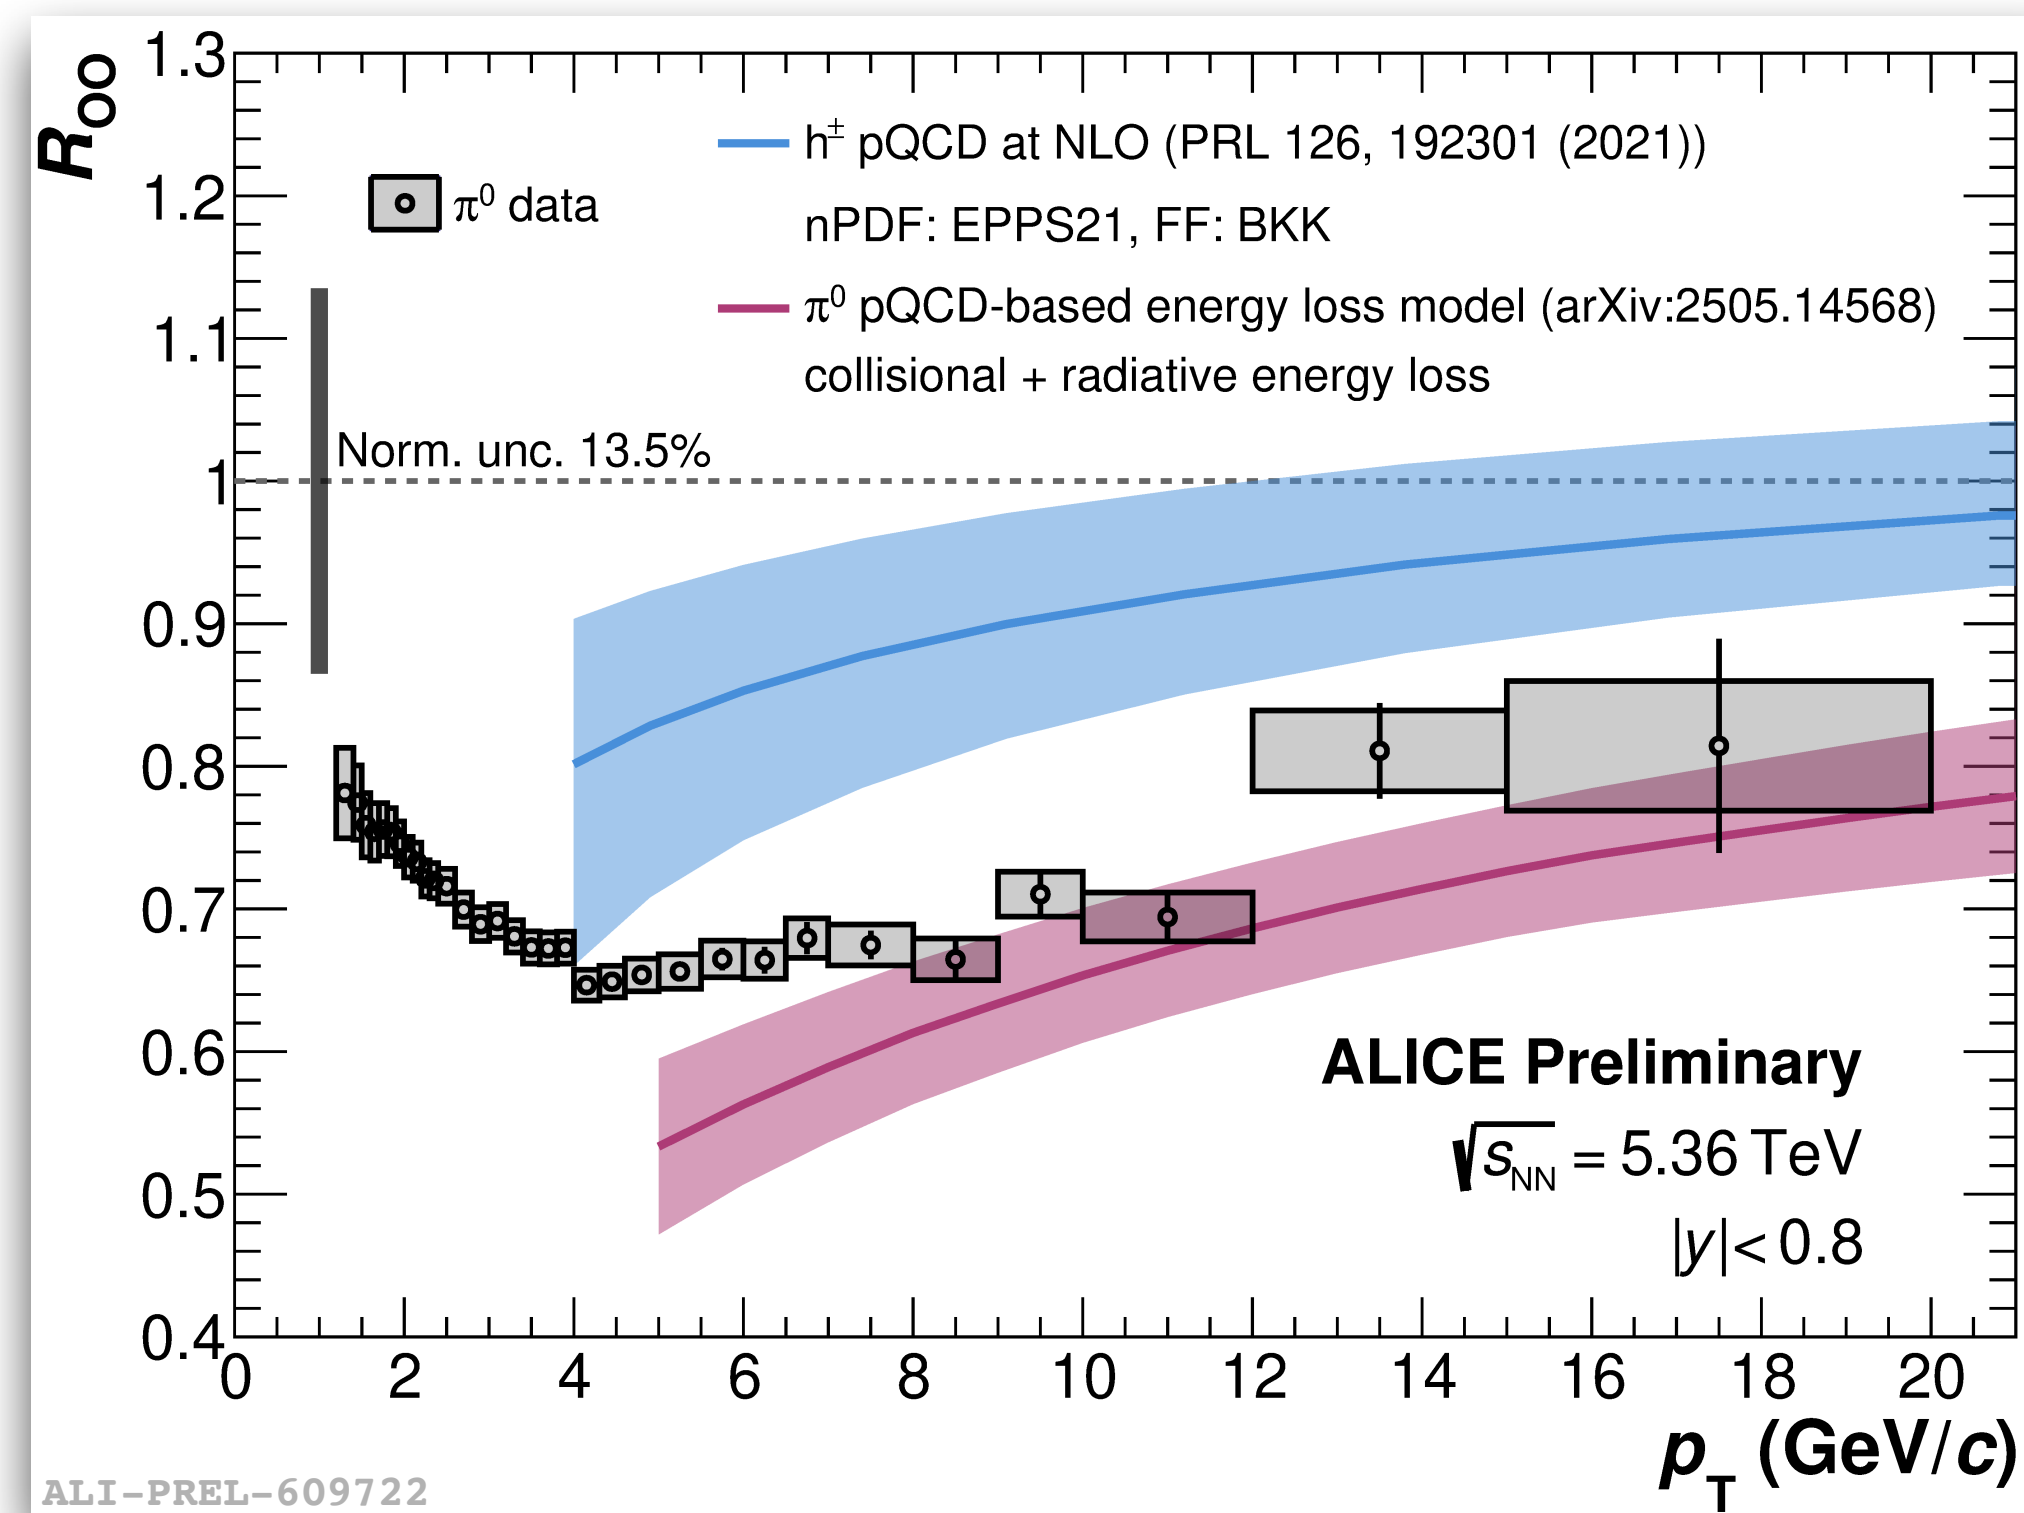 R_OO
1.3
1.2
1.1
1
0.9
0.8
0.7
0.6
0.5
0.4
π⁰ data
h± pQCD at NLO (PRL 126, 192301 (2021))
nPDF: EPPS21, FF: BKK
π⁰ pQCD-based energy loss model (arXiv:2505.14568)
collisional + radiative energy loss
Norm. unc. 13.5%
ALICE Preliminary
√s_NN = 5.36 TeV
|y| < 0.8
0 2 4 6 8 10 12 14 16 18 20
p_T (GeV/c)
ALI-PREL-609722